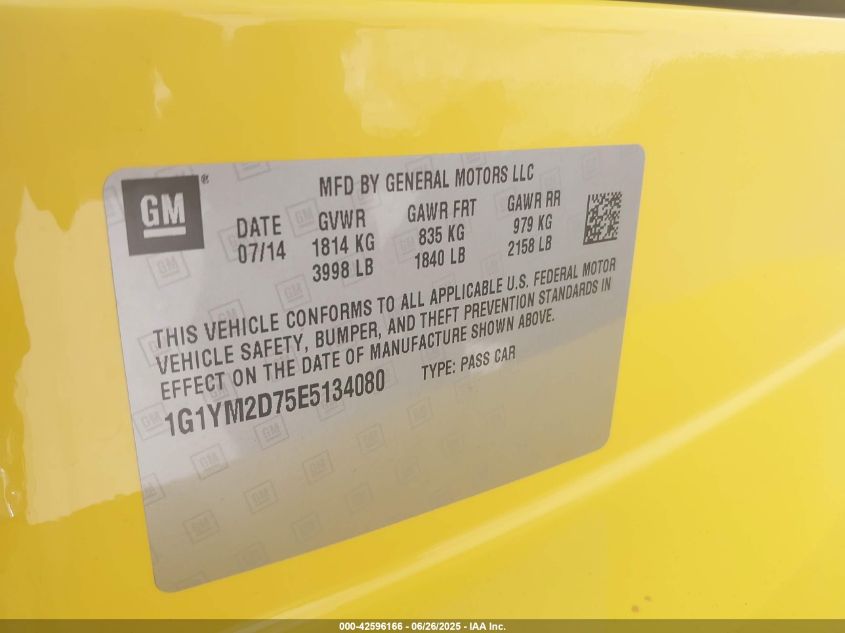 GM®
MFD BY GENERAL MOTORS LLC
DATE GVWR GAWR FRT GAWR RR
07/14 1814 KG 835 KG 979 KG
3998 LB 1840 LB 2158 LB
THIS VEHICLE CONFORMS TO ALL APPLICABLE U.S. FEDERAL MOTOR
VEHICLE SAFETY, BUMPER, AND THEFT PREVENTION STANDARDS IN
EFFECT ON THE DATE OF MANUFACTURE SHOWN ABOVE.
1G1YM2D75E5134080 TYPE: PASS CAR
000-42596166 - 06/26/2025 - IAA Inc.